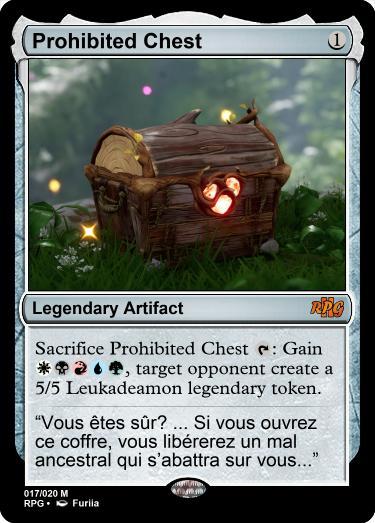 Prohibited Chest 1
Legendary Artifact RPG
Sacrifice Prohibited Chest : Gain
, target opponent create a
5/5 Leukadeamon legendary token.
“Vous êtes sûr? ... Si vous ouvrez
ce coffre, vous libérerez un mal
ancestral qui s’abattra sur vous...”
017/020 M
RPG • Furiia